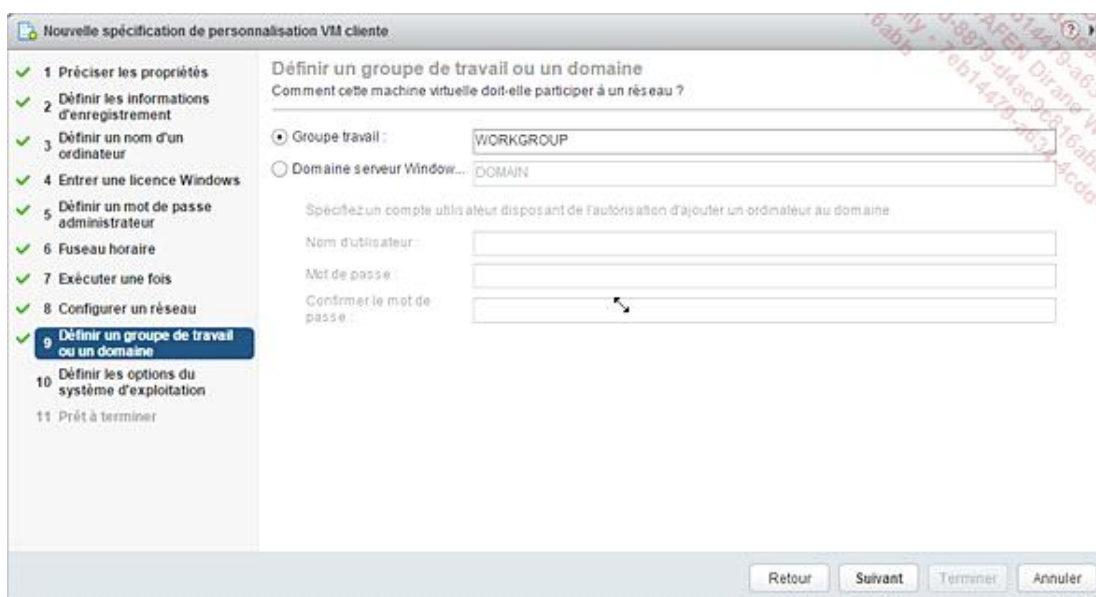 Nouvelle spécification de personnalisation VM cliente
1 Préciser les propriétés
2 Définir les informations
d'enregistrement
3 Définir un nom d'un
ordinateur
4 Entrer une licence Windows
5 Définir un mot de passe
administrateur
6 Fuseau horaire
7 Exécuter une fois
8 Configurer un réseau
9 Définir un groupe de travail
ou un domaine
10 Définir les options du
système d'exploitation
11 Prêt à terminer
Définir un groupe de travail ou un domaine
Comment cette machine virtuelle doit-elle participer à un réseau ?
Groupe travail :
WORKGROUP
Domaine serveur Window...
DOMAIN
Spécifiez un compte utilisateur disposant de l'autorisation d'ajouter un ordinateur au domaine
Nom d'utilisateur :
Mot de passe :
Confirmer le mot de
passe :
Retour
Suivant
Terminer
Annuler